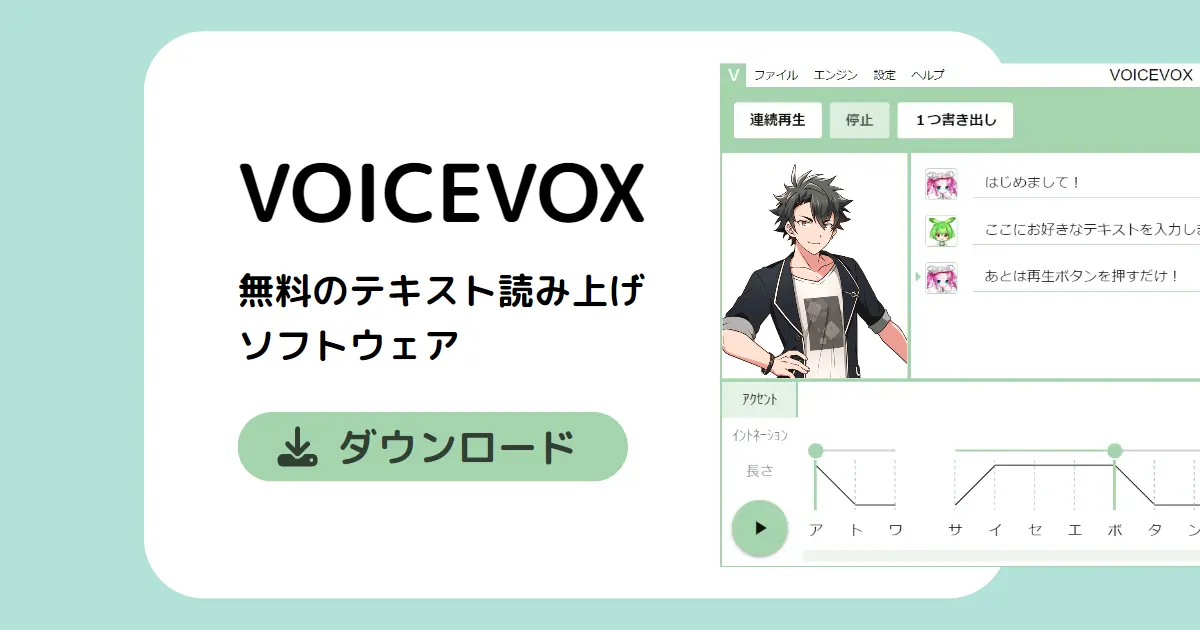 VOICEVOX
無料のテキスト読み上げ
ソフトウェア
ダウンロード
V ファイル エンジン 設定 ヘルプ VOICEVOX
連続再生 停止 1つ書き出し
はじめまして！
ここにお好きなテキストを入力し
あとは再生ボタンを押すだけ！
アクセント
イントネーション
長さ
ア ト ワ サ イ セ エ ボ タ ン